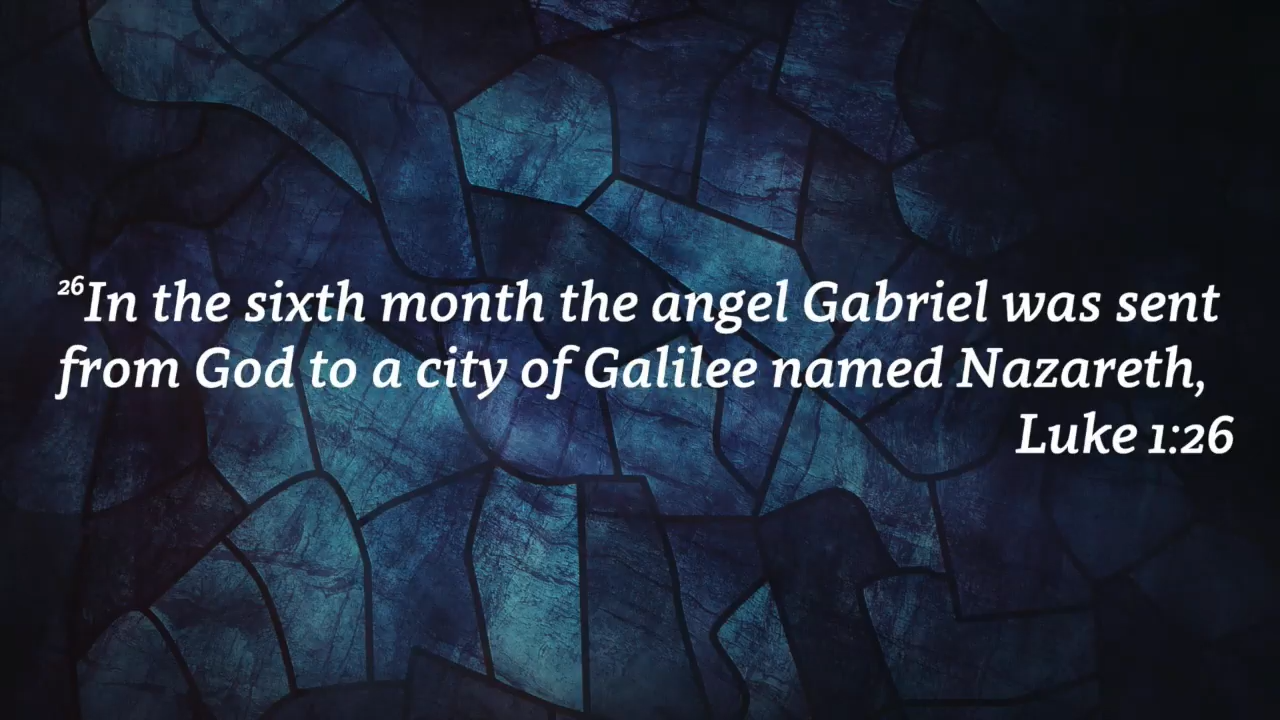 26In the sixth month the angel Gabriel was sent
from God to a city of Galilee named Nazareth,
Luke 1:26